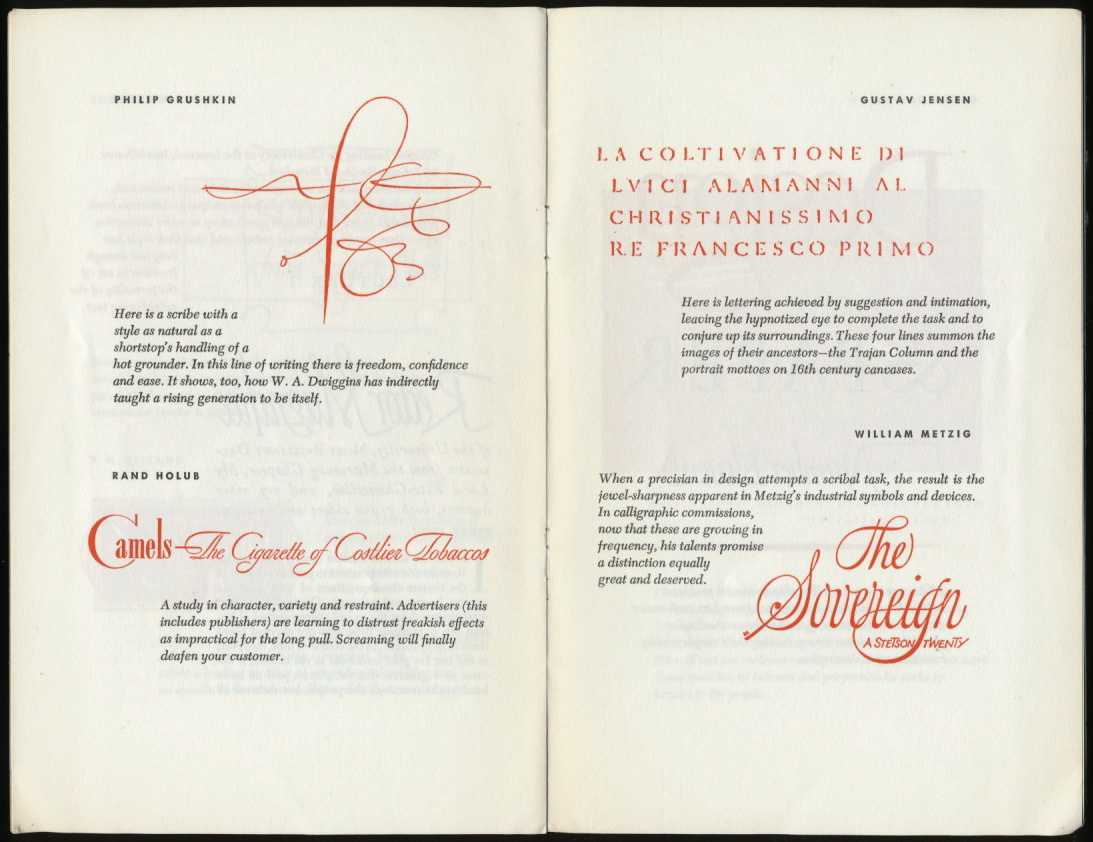 PHILIP GRUSHKIN
Here is a scribe with a
style as natural as a
shortstop's handling of a
hot grounder. In this line of writing there is freedom, confidence
and ease. It shows, too, how W. A. Dwiggins has indirectly
taught a rising generation to be itself.
RAND HOLUB
Camels—The Cigarette of Costlier Tobaccos
A study in character, variety and restraint. Advertisers (this
includes publishers) are learning to distrust freakish effects
as impractical for the long pull. Screaming will finally
deafen your customer.
GUSTAV JENSEN
LA COLTIVATIONE DI
LVICI ALAMANNI AL
CHRISTIANISSIMO
RE FRANCESCO PRIMO
Here is lettering achieved by suggestion and intimation,
leaving the hypnotized eye to complete the task and to
conjure up its surroundings. These four lines summon the
images of their ancestors—the Trajan Column and the
portrait mottoes on 16th century canvases.
WILLIAM METZIG
When a precision in design attempts a scribal task, the result is the
jewel-sharpness apparent in Metzig's industrial symbols and devices.
In calligraphic commissions,
now that these are growing in
frequency, his talents promise
a distinction equally
great and deserved.
The
Sovereign
A STETSON TWENTY